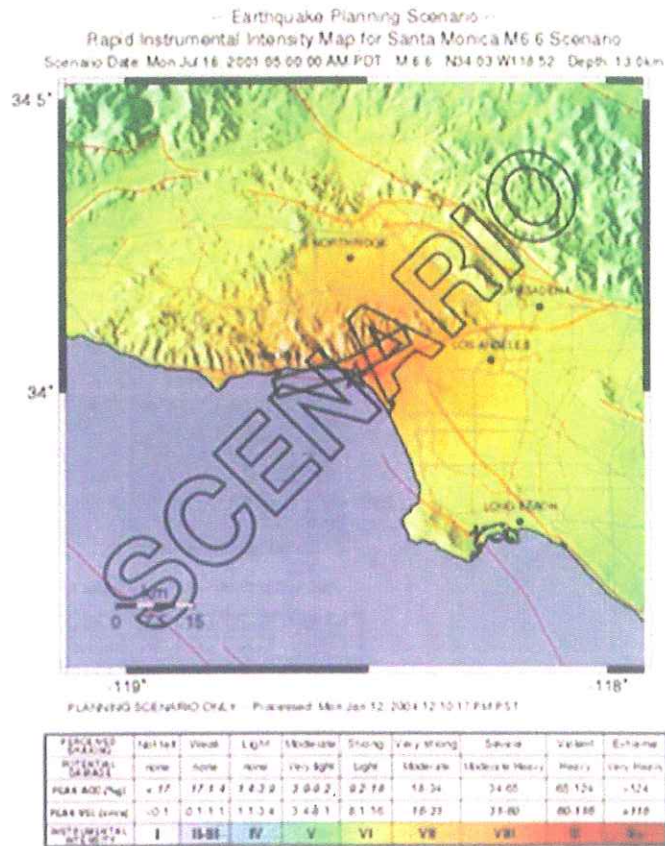 -- Earthquake Planning Scenario --
Rapid Instrumental Intensity Map for Santa Monica M6.6 Scenario
Scenario Date: Mon Jul 16, 2001 05:00:00 AM PDT M 6.6 N34.03 W118.52 Depth: 13.0km
34.5°
NORTHRIDGE
PASADENA
LOS ANGELES
34°
SCENARIO
LONG BEACH
km
0 7.5 15
-119° -118°
PLANNING SCENARIO ONLY -- Processed: Mon Jan 12, 2004 12:10:17 PM PST
PERCEIVED SHAKING Not felt Weak Light Moderate Strong Very strong Severe Violent Extreme
POTENTIAL DAMAGE none none none Very light Light Moderate Moderate/Heavy Heavy Very Heavy
PEAK ACC.(%g) <.17 .17-1.4 1.4-3.9 3.9-9.2 9.2-18 18-34 34-65 65-124 >124
PEAK VEL.(cm/s) <0.1 0.1-1.1 1.1-3.4 3.4-8.1 8.1-16 16-31 31-60 60-116 >116
INSTRUMENTAL INTENSITY I II-III IV V VI VII VIII IX X+